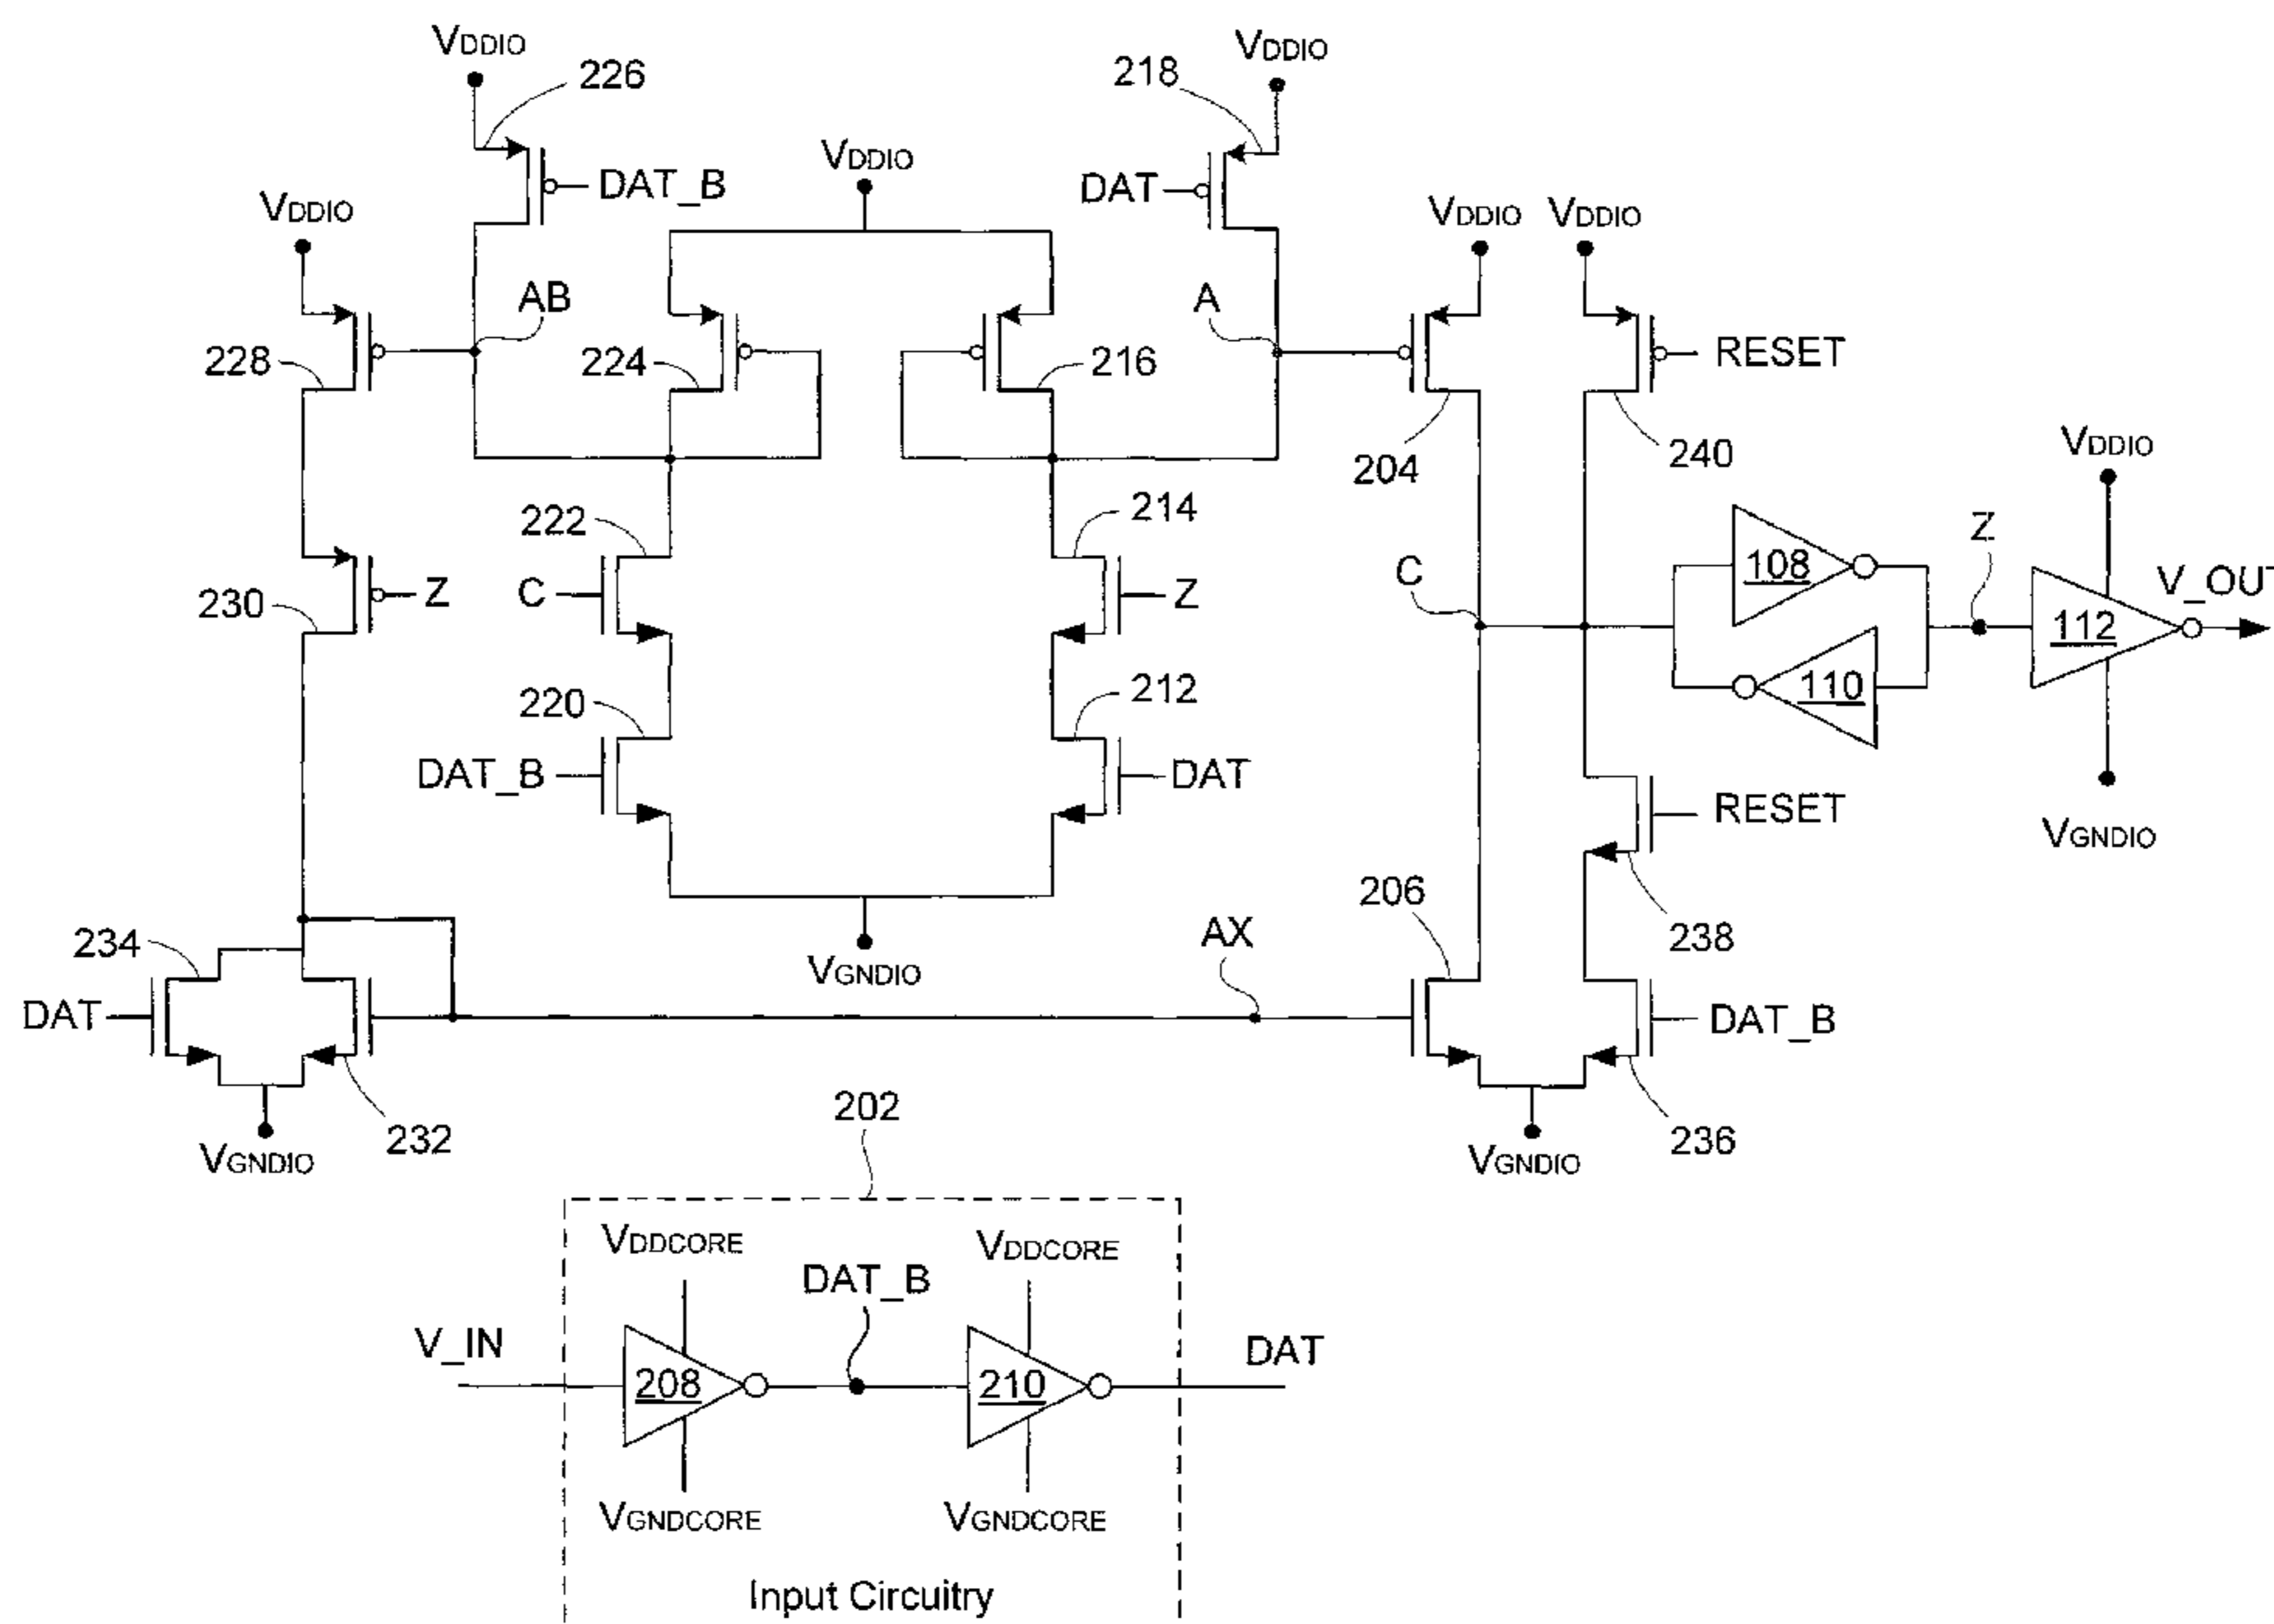 VDDIO
VDDIO
226
218
VDDIO
DAT_B
DAT
VDDIO
VDDIO
VDDIO
AB
A
228
224
216
RESET
204
240
VDDIO
222
214
Z
C
108
V_OUT
112
230
Z
C
Z
110
220
212
DAT_B
DAT
RESET
VGNDIO
206
234
AX
238
VGNDIO
DAT
DAT_B
202
232
236
VGNDIO
VGNDIO
VDDCORE
VDDCORE
DAT_B
V_IN
DAT
208
210
VGNDCORE
VGNDCORE
Input Circuitry